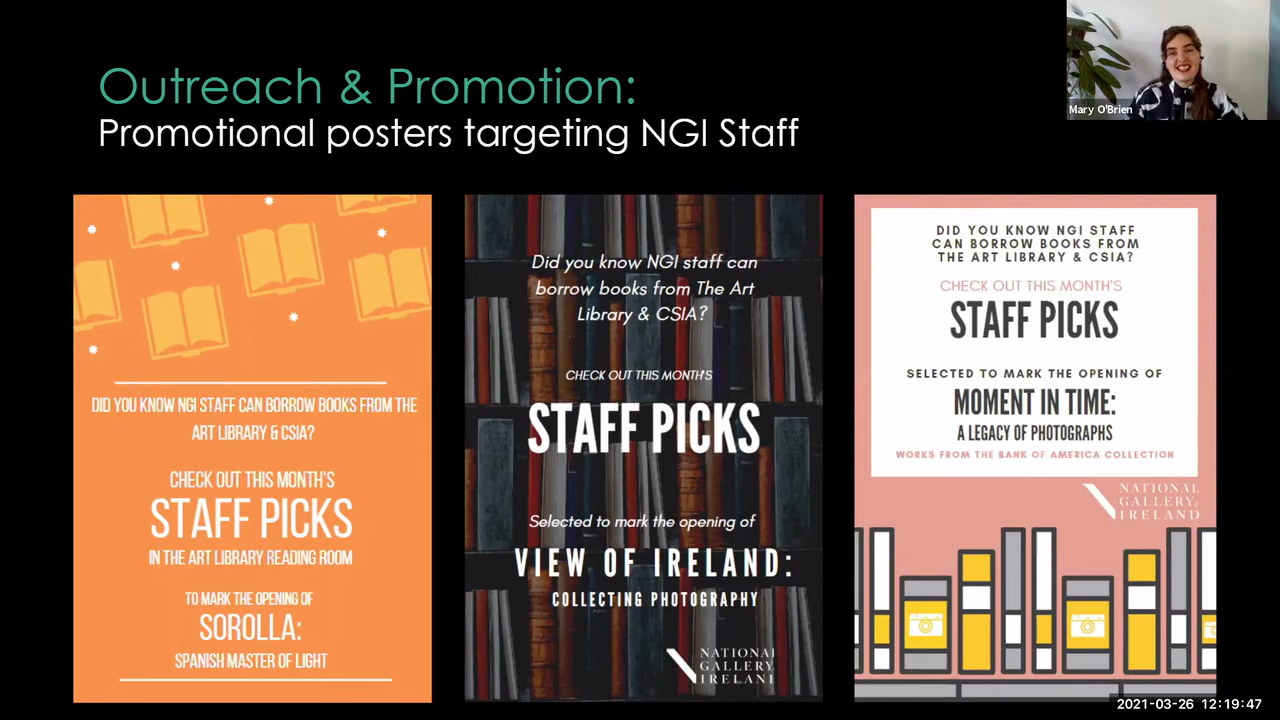 Outreach & Promotion:
Promotional posters targeting NGI Staff
Mary O'Brien
DID YOU KNOW NGI STAFF CAN BORROW BOOKS FROM THE
ART LIBRARY & CSIA?
CHECK OUT THIS MONTH'S
STAFF PICKS
IN THE ART LIBRARY READING ROOM
TO MARK THE OPENING OF
SOROLLA:
SPANISH MASTER OF LIGHT
Did you know NGI staff can
borrow books from The Art
Library & CSIA?
CHECK OUT THIS MONTH'S
STAFF PICKS
Selected to mark the opening of
VIEW OF IRELAND:
COLLECTING PHOTOGRAPHY
NATIONAL
GALLERY
IRELAND
DID YOU KNOW NGI STAFF
CAN BORROW BOOKS FROM
THE ART LIBRARY & CSIA?
CHECK OUT THIS MONTH'S
STAFF PICKS
SELECTED TO MARK THE OPENING OF
MOMENT IN TIME:
A LEGACY OF PHOTOGRAPHS
WORKS FROM THE BANK OF AMERICA COLLECTION
NATIONAL
GALLERY of
IRELAND
2021-03-26 12:19:47